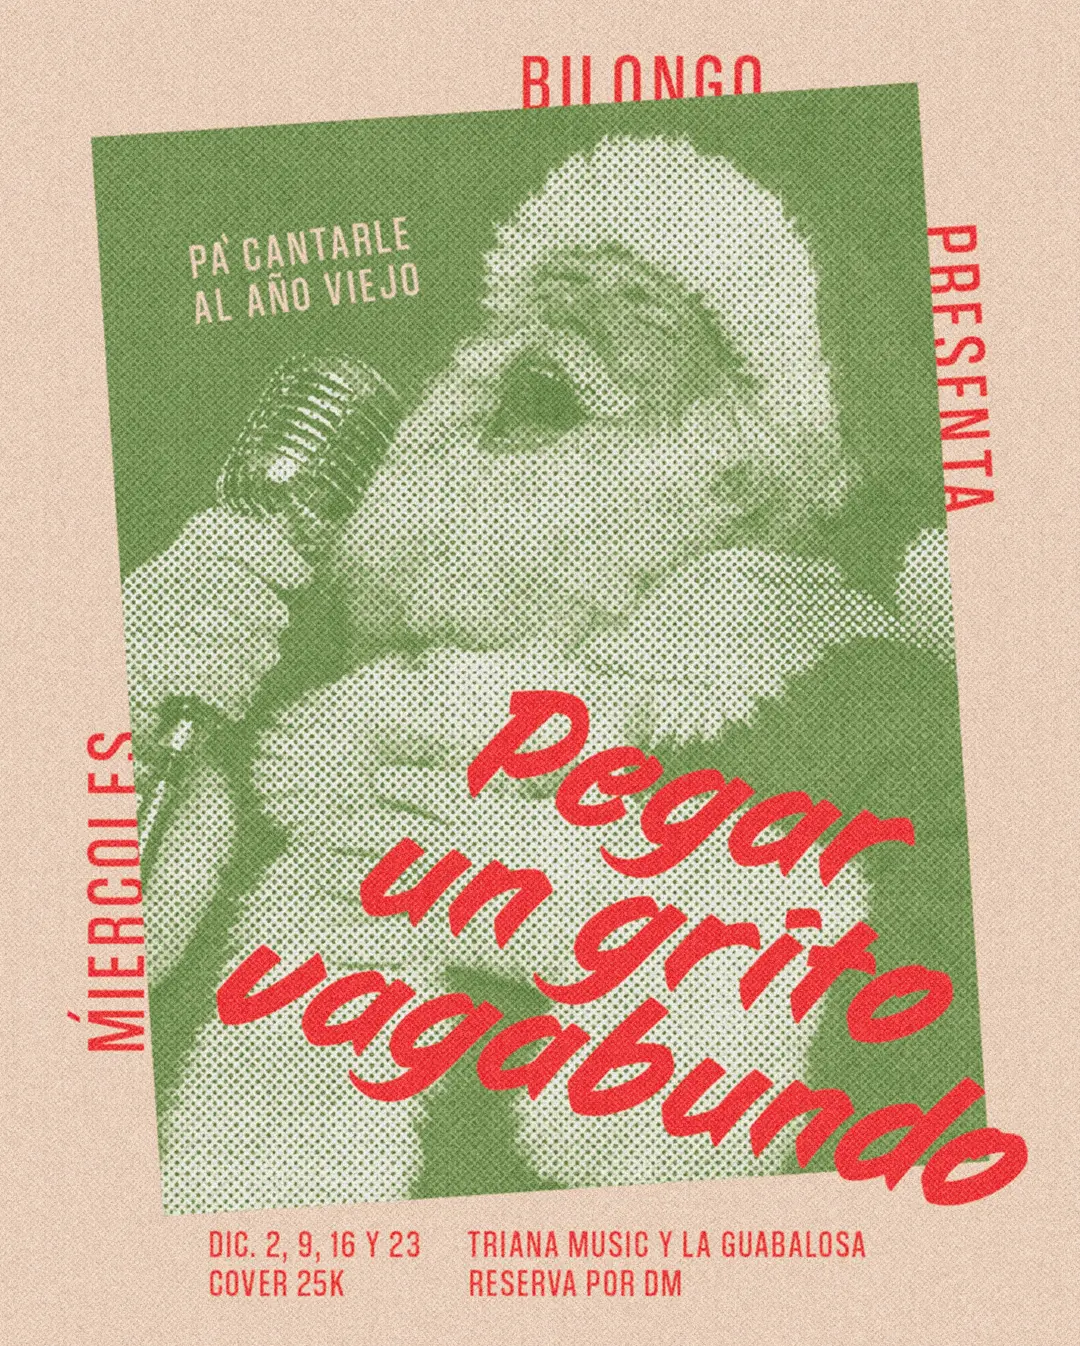 BILONGO
PRESENTA
PA' CANTARLE
AL AÑO VIEJO
MIÉRCOLES
Pegar
un grito
vagabundo
DIC. 2, 9, 16 Y 23
COVER 25K
TRIANA MUSIC Y LA GUABALOSA
RESERVA POR DM